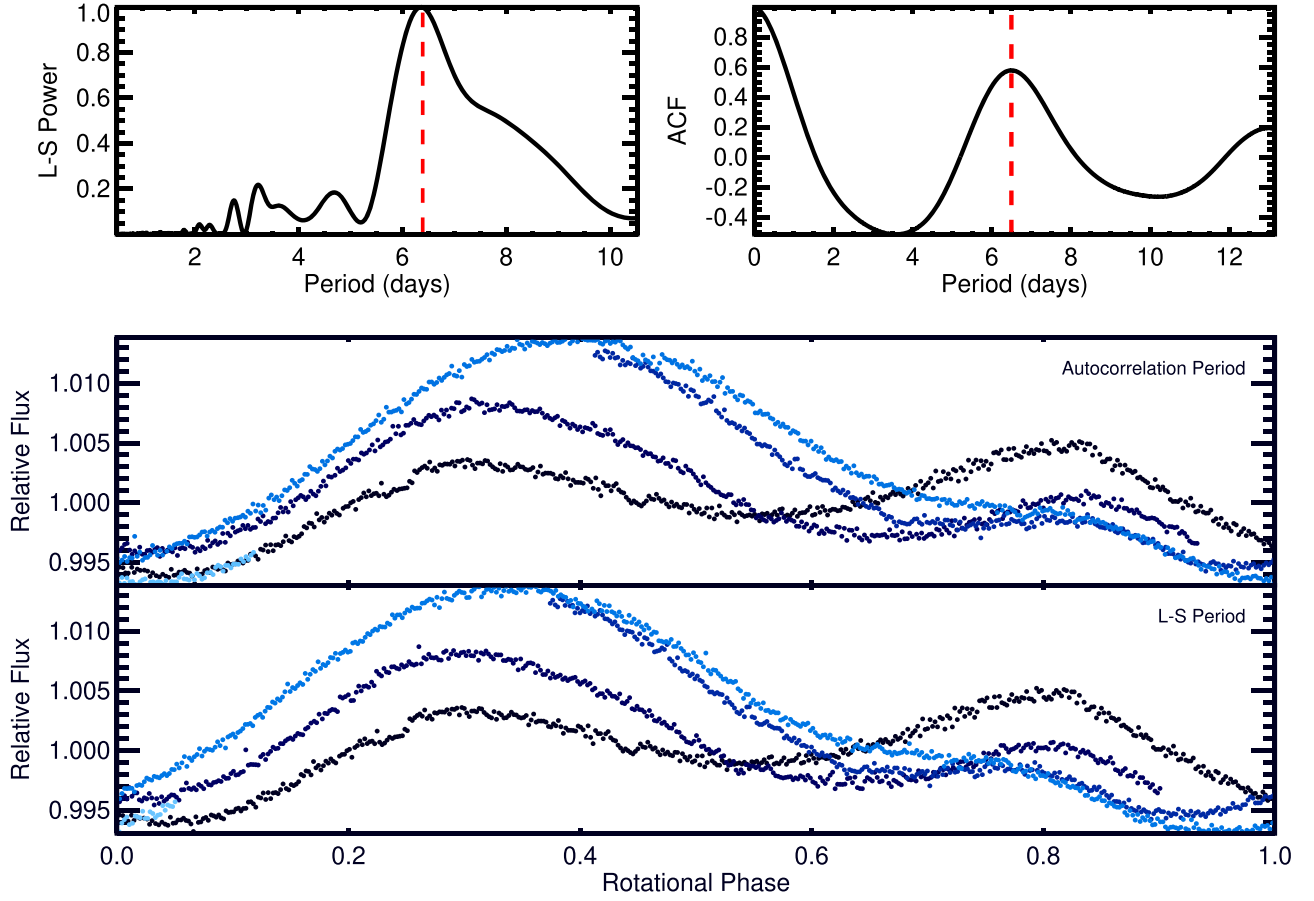 1.0
0.8
0.6
0.4
0.2
L-S Power
2 4 6 8 10
Period (days)
0.8
0.6
0.4
0.2
0.0
-0.2
-0.4
ACF
0 2 4 6 8 10 12
Period (days)
1.010
1.005
1.000
0.995
Relative Flux
Autocorrelation Period
1.010
1.005
1.000
0.995
Relative Flux
L-S Period
0.0 0.2 0.4 0.6 0.8 1.0
Rotational Phase